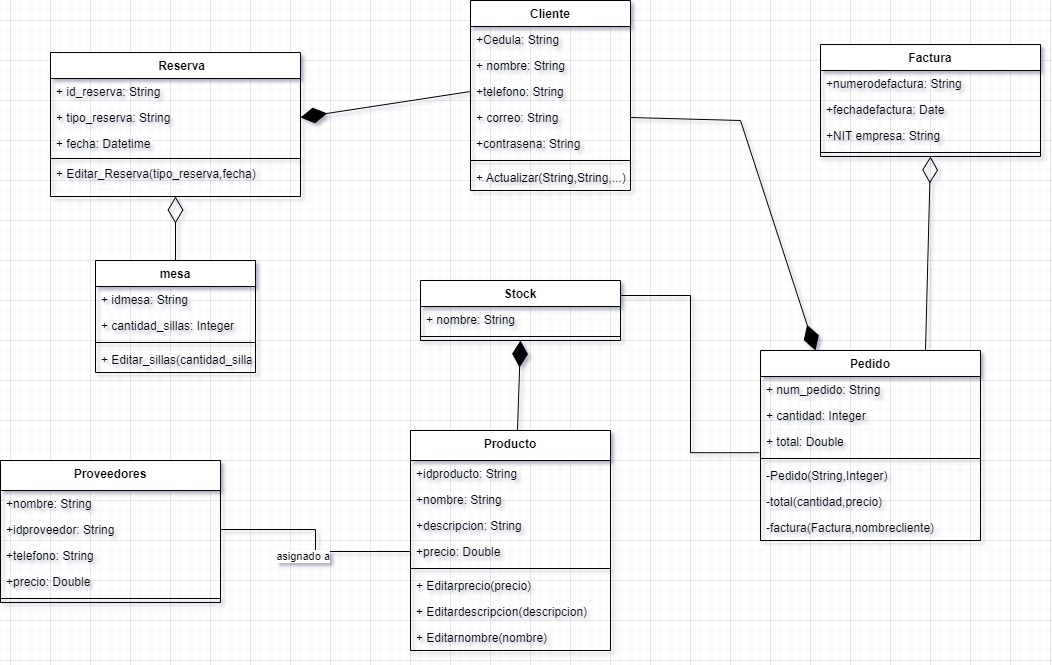 Cliente
+Cedula: String
+ nombre: String
+telefono: String
+ correo: String
+contrasena: String
+ Actualizar(String,String,...)
Reserva
+ id_reserva: String
+ tipo_reserva: String
+ fecha: Datetime
+ Editar_Reserva(tipo_reserva,fecha)
Factura
+numerodefactura: String
+fechadefactura: Date
+NIT empresa: String
mesa
+ idmesa: String
+ cantidad_sillas: Integer
+ Editar_sillas(cantidad_silla
Stock
+ nombre: String
Pedido
+ num_pedido: String
+ cantidad: Integer
+ total: Double
-Pedido(String,Integer)
-total(cantidad,precio)
-factura(Factura,nombrecliente)
Proveedores
+nombre: String
+idproveedor: String
+telefono: String
+precio: Double
asignado a
Producto
+idproducto: String
+nombre: String
+descripcion: String
+precio: Double
+ Editarprecio(precio)
+ Editardescripcion(descripcion)
+ Editarnombre(nombre)